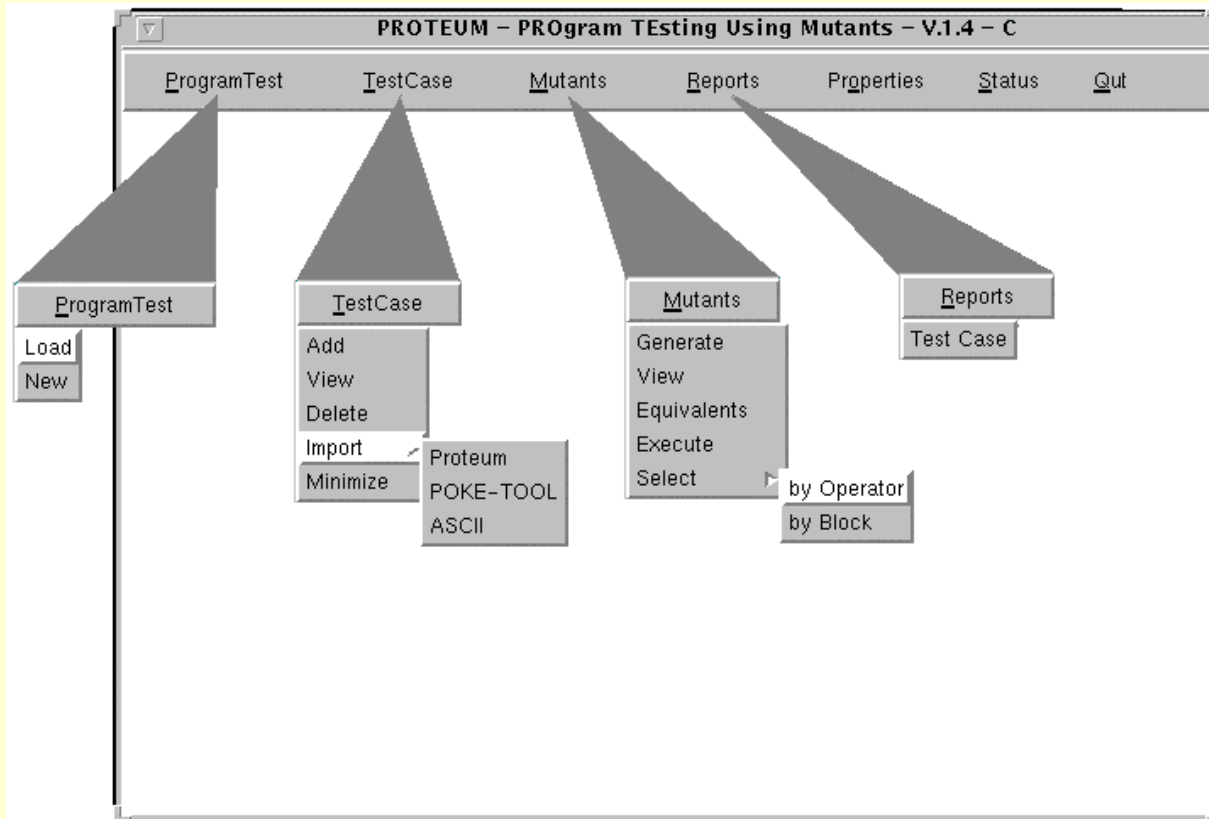 PROTEUM – PROgram TEsting Using Mutants – V.1.4 – C
ProgramTest TestCase Mutants Reports Properties Status Qut
ProgramTest
Load
New
TestCase
Add
View
Delete
Import
Minimize
Proteum
POKE-TOOL
ASCII
Mutants
Generate
View
Equivalents
Execute
Select
by Operator
by Block
Reports
Test Case